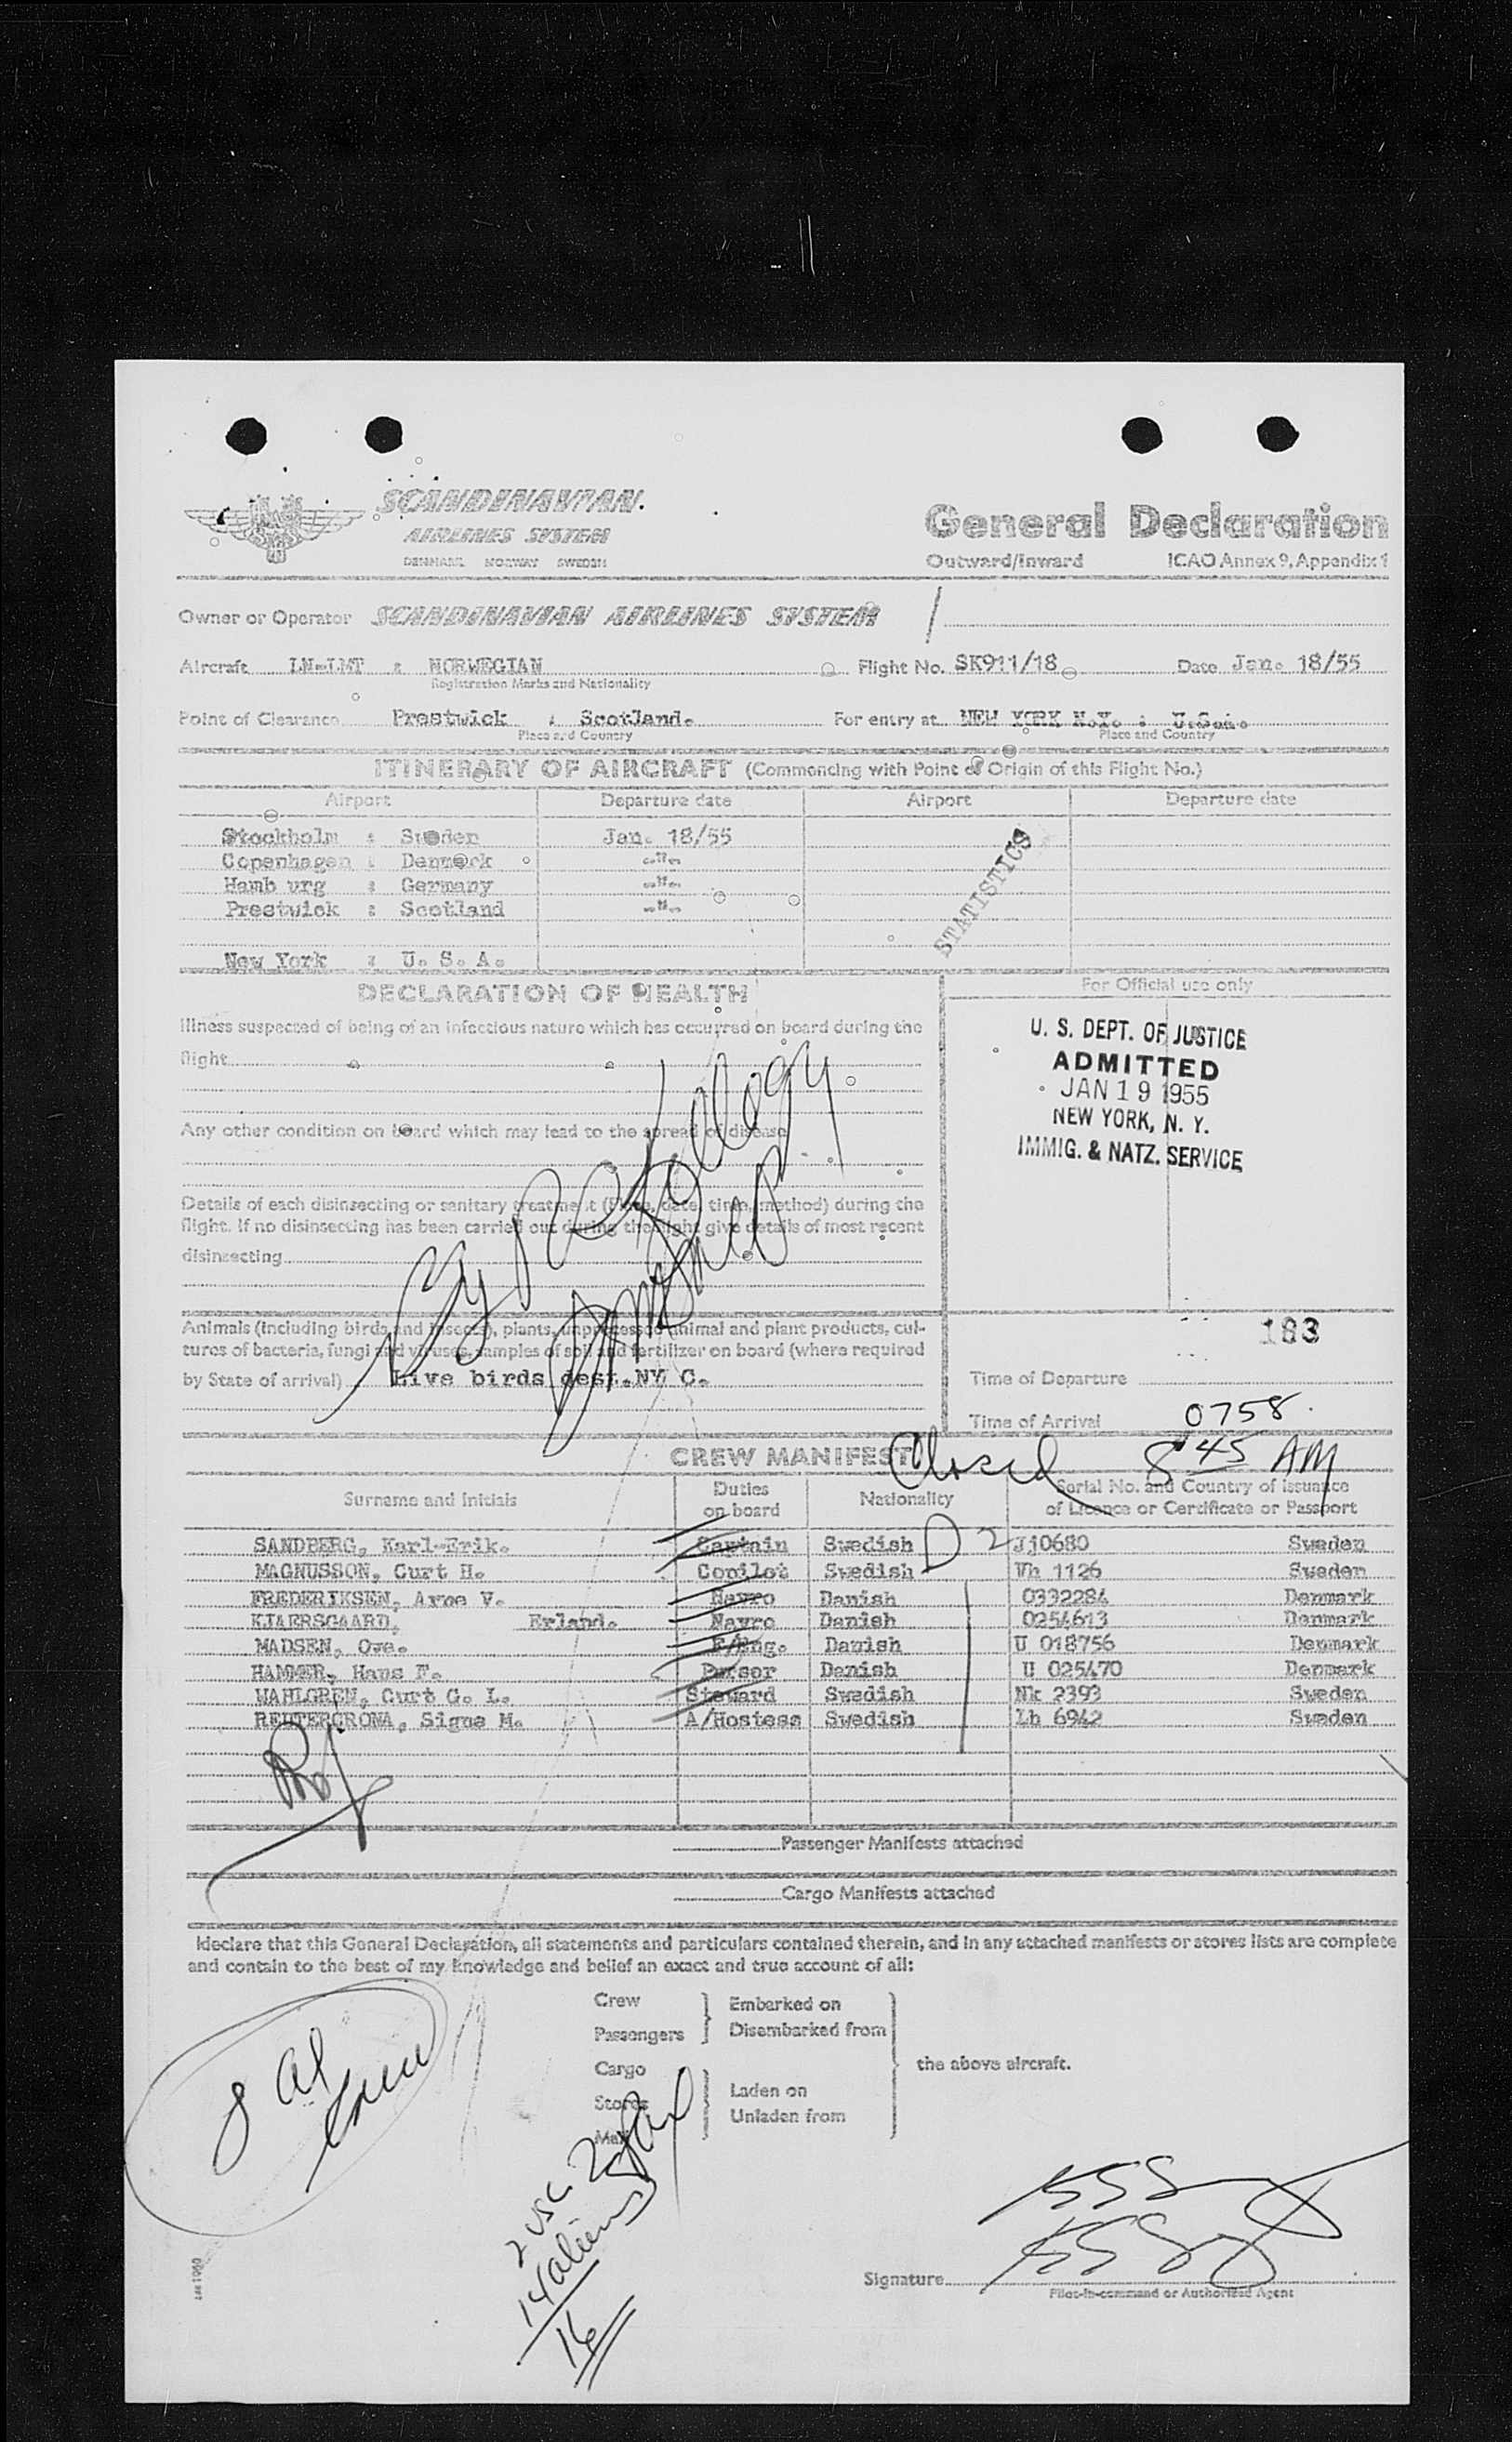 SCANDINAVIAN
AIRLINES SYSTEM
DENMARK NORWAY SWEDEN
General Declaration
Outward/Inward ICAO Annex 9, Appendix 1
Owner or Operator SCANDINAVIAN AIRLINES SYSTEM
Aircraft LN-LMT : NORWEGIAN Flight No. SK911/18 Date Jan. 18/55
Registration Marks and Nationality
Point of Clearance Prestwick : Scotland. For entry at NEW YORK N.Y. : U.S.A.
Place and Country Place and Country
ITINERARY OF AIRCRAFT (Commencing with Point of Origin of this Flight No.)
Airport Departure date Airport Departure date
Stockholm : Sweden Jan. 18/55
Copenhagen : Denmark -"-
Hamb urg : Germany -"-
Prestwick : Scotland -"-
New York : U. S. A.
STATISTICS
DECLARATION OF HEALTH
Illness suspected of being of an infectious nature which has occurred on board during the
flight
Any other condition on board which may lead to the spread of disease
Details of each disinsecting or sanitary treatment (Place, date, time, method) during the
flight. If no disinsecting has been carried out during the flight give details of most recent
disinsecting
Animals (including birds and insects), plants, unprocessed animal and plant products, cul-
tures of bacteria, fungi and viruses, samples of soil and fertilizer on board (where required
by State of arrival) Live birds dest.NY C.
For Official use only
U. S. DEPT. OF JUSTICE
ADMITTED
JAN 19 1955
NEW YORK, N. Y.
IMMIG. & NATZ. SERVICE
183
Time of Departure
Time of Arrival 0758
Closed 8 45 AM
CREW MANIFEST
Surname and Initials Duties on board Nationality Serial No. and Country of Issuance of Licence or Certificate or Passport
SANDBERG, Karl-Erik. Captain Swedish D2 Jj0680 Sweden
MAGNUSSON, Curt H. Copilot Swedish Vh 1126 Sweden
FREDERIKSEN, Arne V. Navro Danish 0332284 Denmark
KJAERSGAARD, Erland. Navro Danish 0254613 Denmark
MADSEN, Ove. F/Eng. Danish U 018756 Denmark
HAMMER, Hans F. Purser Danish U 025470 Denmark
WAHLGREN, Curt G. L. Steward Swedish Nk 2393 Sweden
REUTERCRONA, Signe M. A/Hostess Swedish Lb 6942 Sweden
Passenger Manifests attached
Cargo Manifests attached
I declare that this General Declaration, all statements and particulars contained therein, and in any attached manifests or stores lists are complete
and contain to the best of my knowledge and belief an exact and true account of all:
Crew
Passengers
Embarked on
Disembarked from
Cargo
Stores
Mail
Laden on
Unladen from
the above aircraft.
8 al
Crew
2 USC
14 aliens
16
Signature
Pilot-in-command or Authorized Agent